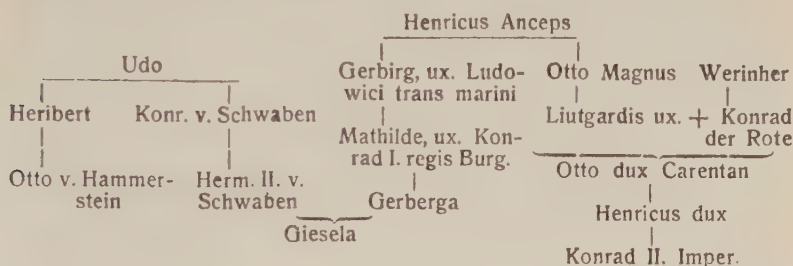 Henricus Anceps
Udo
Gerbirg, ux. Ludo-
wici trans marini
Otto Magnus
Werinher
Heribert
Konr. v. Schwaben
Mathilde, ux. Kon-
rad I. regis Burg.
Liutgardis ux. + Konrad
der Rote
Otto v. Hammer-
stein
Herm. II. v.
Schwaben
Gerberga
Otto dux Carentan
Giesela
Henricus dux
Konrad II. Imper.